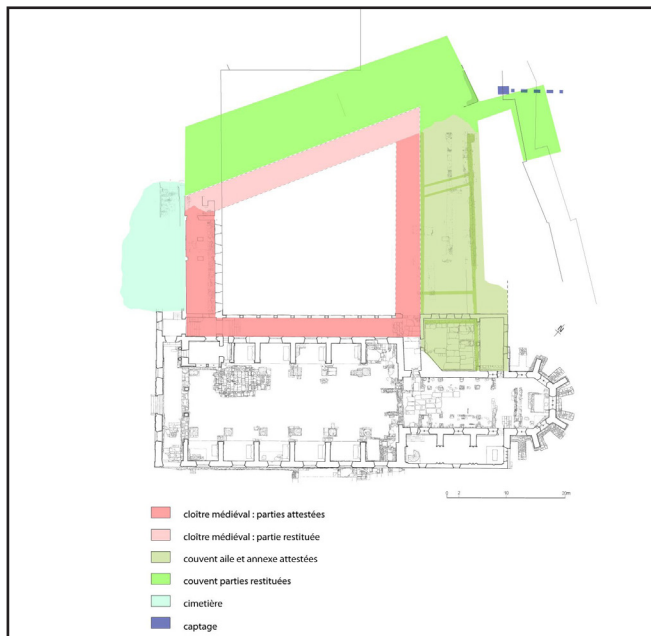 0 2 10 20m
cloître médiéval : parties attestées
cloître médiéval : partie restituée
couvent aile et annexe attestées
couvent parties restituées
cimetière
captage